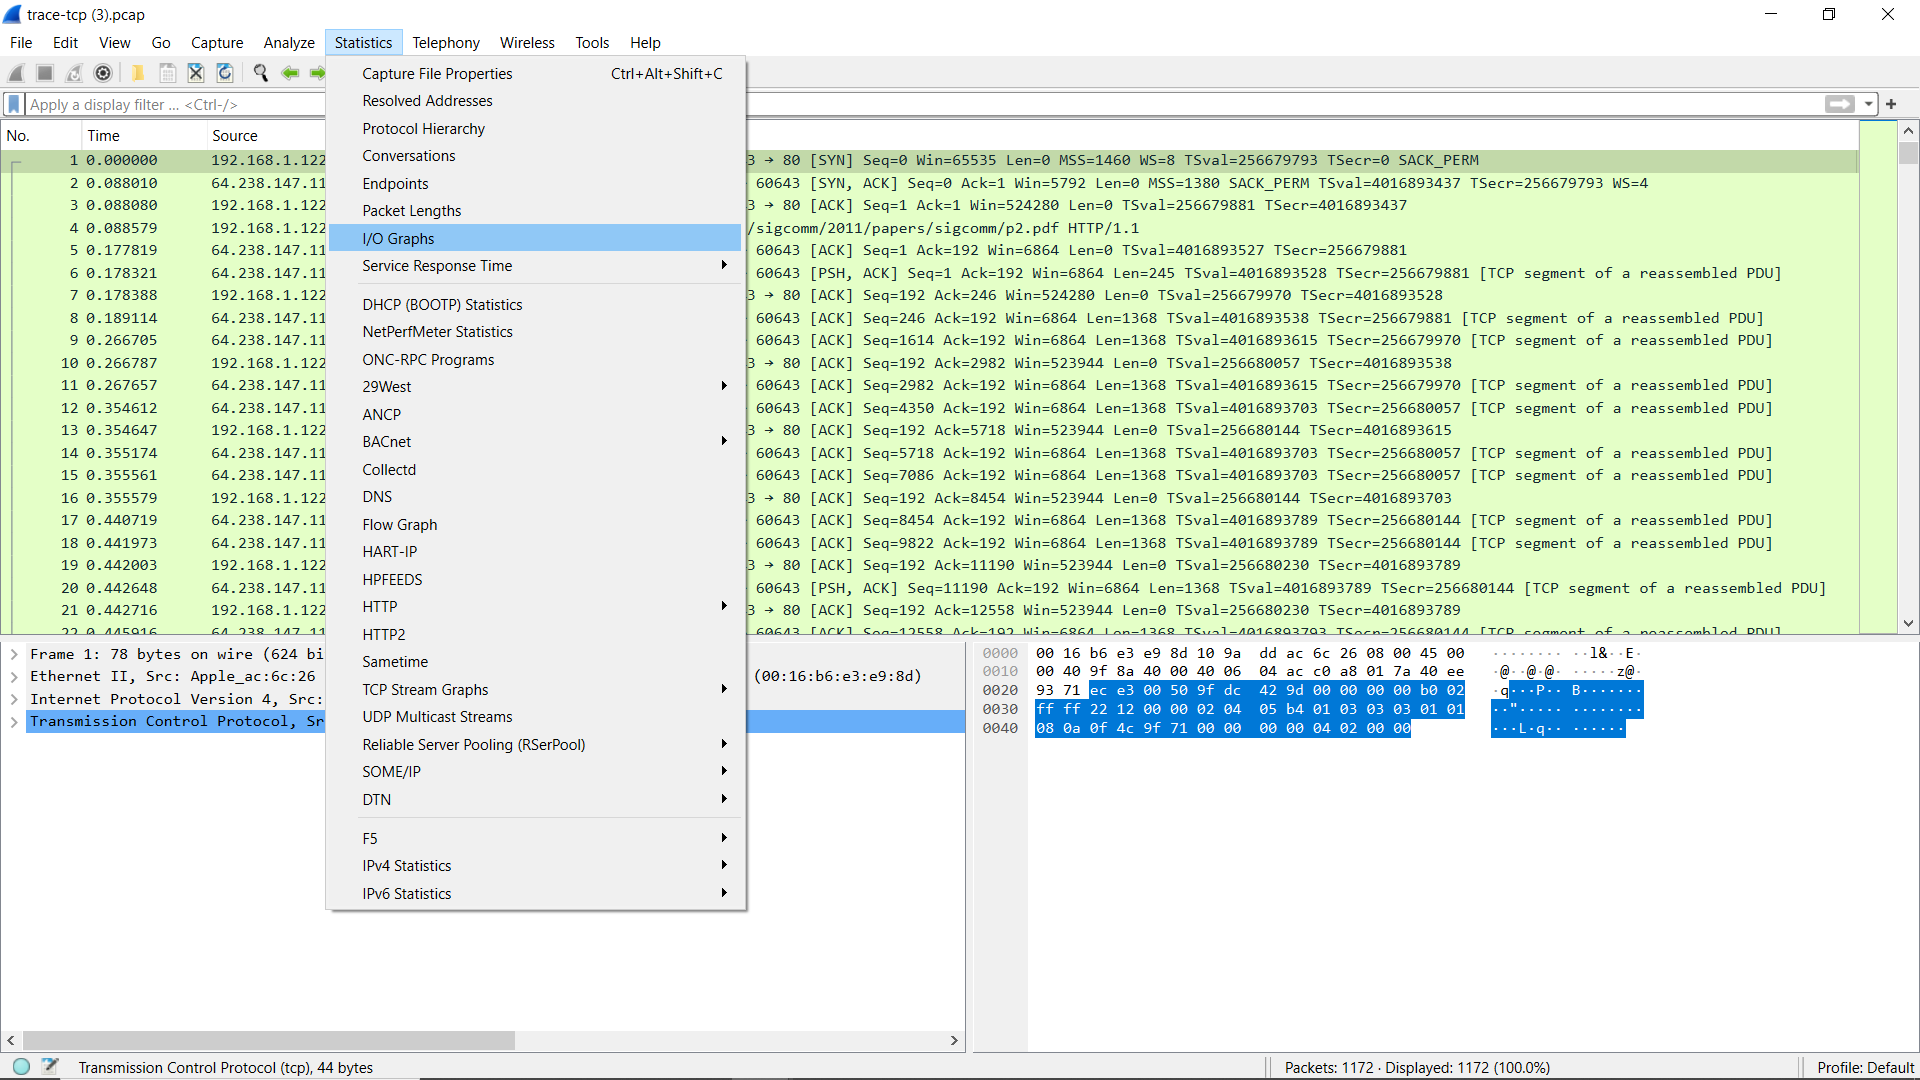 trace-tcp (3).pcap
File Edit View Go Capture Analyze Statistics Telephony Wireless Tools Help
Apply a display filter ... <Ctrl-/>
Capture File Properties Ctrl+Alt+Shift+C
Resolved Addresses
Protocol Hierarchy
Conversations
Endpoints
Packet Lengths
I/O Graphs
Service Response Time
DHCP (BOOTP) Statistics
NetPerfMeter Statistics
ONC-RPC Programs
29West
ANCP
BACnet
Collectd
DNS
Flow Graph
HART-IP
HPFEEDS
HTTP
HTTP2
Sametime
TCP Stream Graphs
UDP Multicast Streams
Reliable Server Pooling (RSerPool)
SOME/IP
DTN
F5
IPv4 Statistics
IPv6 Statistics
No. Time Source
1 0.000000 192.168.1.122 3 → 80 [SYN] Seq=0 Win=65535 Len=0 MSS=1460 WS=8 TSval=256679793 TSecr=0 SACK_PERM
2 0.088010 64.238.147.11 60643 [SYN, ACK] Seq=0 Ack=1 Win=5792 Len=0 MSS=1380 SACK_PERM TSval=4016893437 TSecr=256679793 WS=4
3 0.088080 192.168.1.122 3 → 80 [ACK] Seq=1 Ack=1 Win=524280 Len=0 TSval=256679881 TSecr=4016893437
4 0.088579 192.168.1.122 /sigcomm/2011/papers/sigcomm/p2.pdf HTTP/1.1
5 0.177819 64.238.147.11 60643 [ACK] Seq=1 Ack=192 Win=6864 Len=0 TSval=4016893527 TSecr=256679881
6 0.178321 64.238.147.11 60643 [PSH, ACK] Seq=1 Ack=192 Win=6864 Len=245 TSval=4016893528 TSecr=256679881 [TCP segment of a reassembled PDU]
7 0.178388 192.168.1.122 3 → 80 [ACK] Seq=192 Ack=246 Win=524280 Len=0 TSval=256679970 TSecr=4016893528
8 0.189114 64.238.147.11 60643 [ACK] Seq=246 Ack=192 Win=6864 Len=1368 TSval=4016893538 TSecr=256679881 [TCP segment of a reassembled PDU]
9 0.266705 64.238.147.11 60643 [ACK] Seq=1614 Ack=192 Win=6864 Len=1368 TSval=4016893615 TSecr=256679970 [TCP segment of a reassembled PDU]
10 0.266787 192.168.1.122 3 → 80 [ACK] Seq=192 Ack=2982 Win=523944 Len=0 TSval=256680057 TSecr=4016893538
11 0.267657 64.238.147.11 60643 [ACK] Seq=2982 Ack=192 Win=6864 Len=1368 TSval=4016893615 TSecr=256679970 [TCP segment of a reassembled PDU]
12 0.354612 64.238.147.11 60643 [ACK] Seq=4350 Ack=192 Win=6864 Len=1368 TSval=4016893703 TSecr=256680057 [TCP segment of a reassembled PDU]
13 0.354647 192.168.1.122 3 → 80 [ACK] Seq=192 Ack=5718 Win=523944 Len=0 TSval=256680144 TSecr=4016893615
14 0.355174 64.238.147.11 60643 [ACK] Seq=5718 Ack=192 Win=6864 Len=1368 TSval=4016893703 TSecr=256680057 [TCP segment of a reassembled PDU]
15 0.355561 64.238.147.11 60643 [ACK] Seq=7086 Ack=192 Win=6864 Len=1368 TSval=4016893703 TSecr=256680057 [TCP segment of a reassembled PDU]
16 0.355579 192.168.1.122 3 → 80 [ACK] Seq=192 Ack=8454 Win=523944 Len=0 TSval=256680144 TSecr=4016893703
17 0.440719 64.238.147.11 60643 [ACK] Seq=8454 Ack=192 Win=6864 Len=1368 TSval=4016893789 TSecr=256680144 [TCP segment of a reassembled PDU]
18 0.441973 64.238.147.11 60643 [ACK] Seq=9822 Ack=192 Win=6864 Len=1368 TSval=4016893789 TSecr=256680144 [TCP segment of a reassembled PDU]
19 0.442003 192.168.1.122 3 → 80 [ACK] Seq=192 Ack=11190 Win=523944 Len=0 TSval=256680230 TSecr=4016893789
20 0.442648 64.238.147.11 60643 [PSH, ACK] Seq=11190 Ack=192 Win=6864 Len=1368 TSval=4016893789 TSecr=256680144 [TCP segment of a reassembled PDU]
21 0.442716 192.168.1.122 3 → 80 [ACK] Seq=192 Ack=12558 Win=523944 Len=0 TSval=256680230 TSecr=4016893789
22 0.445916 64.238.147.11 60643 [ACK] Seq=12558 Ack=192 Win=6864 Len=1368 TSval=4016893793 TSecr=256680144 [TCP segment of a reassembled PDU]
Frame 1: 78 bytes on wire (624 bi
Ethernet II, Src: Apple_ac:6c:26 (00:16:b6:e3:e9:8d)
Internet Protocol Version 4, Src:
Transmission Control Protocol, Sr
0000 00 16 b6 e3 e9 8d 10 9a dd ac 6c 26 08 00 45 00 ········ ··l&··E·
0010 00 40 9f 8a 40 00 40 06 04 ac c0 a8 01 7a 40 ee ·@··@·@· ·····z@·
0020 93 71 ec e3 00 50 9f dc 42 9d 00 00 00 00 b0 02 ·q···P·· B·······
0030 ff ff 22 12 00 00 02 04 05 b4 01 03 03 03 01 01 ··"····· ········
0040 08 0a 0f 4c 9f 71 00 00 00 00 04 02 00 00 ···L·q·· ······
Transmission Control Protocol (tcp), 44 bytes
Packets: 1172 · Displayed: 1172 (100.0%)
Profile: Default